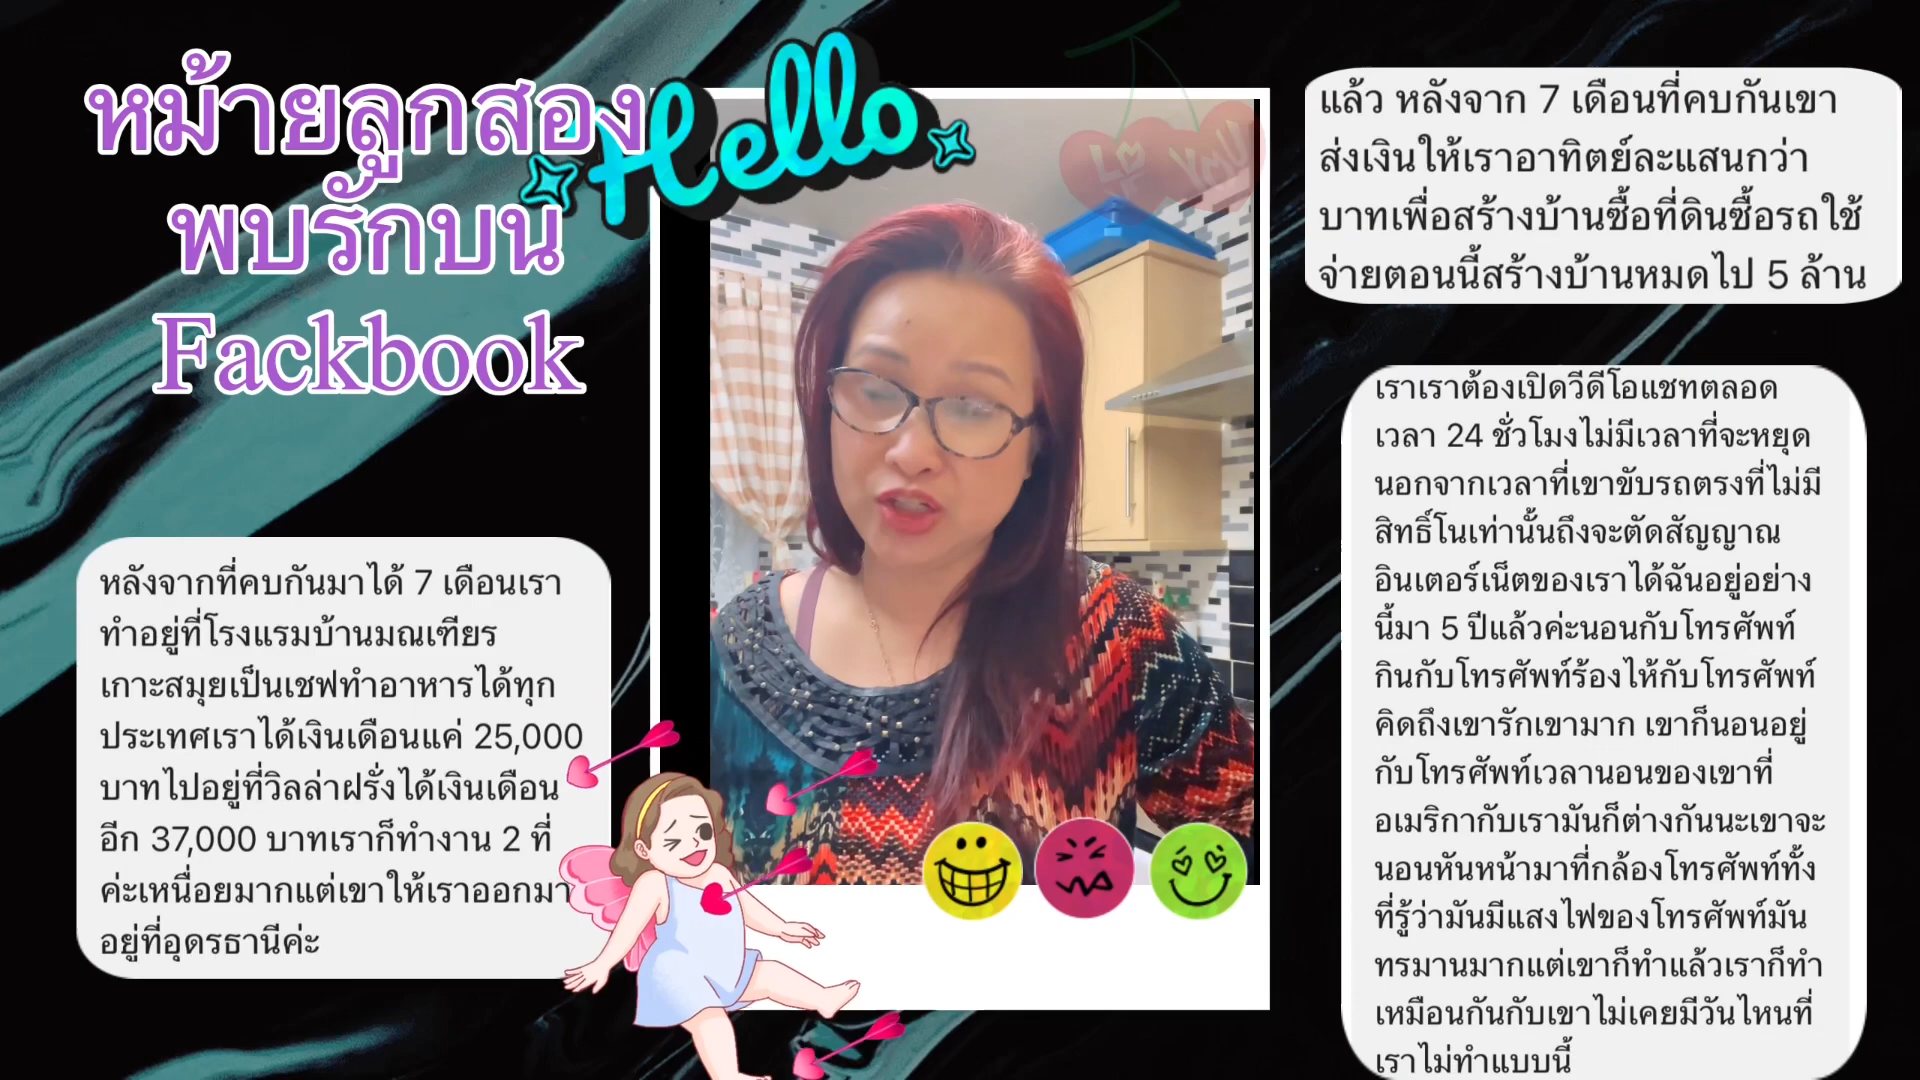 หม้ายลูกสอง
พบรักบน
Fackbook
Hello
LO YOU
หลังจากที่คบกันมาได้ 7 เดือนเรา
ทำอยู่ที่โรงแรมบ้านมณเฑียร
เกาะสมุยเป็นเชฟทำอาหารได้ทุก
ประเทศเราได้เงินเดือนแค่ 25,000
บาทไปอยู่ที่วิลล่าฝรั่งได้เงินเดือน
อีก 37,000 บาทเราก็ทำงาน 2 ที่
ค่ะเหนื่อยมากแต่เขาให้เราออกมา
อยู่ที่อุดรธานีค่ะ
แล้ว หลังจาก 7 เดือนที่คบกันเขา
ส่งเงินให้เราอาทิตย์ละแสนกว่า
บาทเพื่อสร้างบ้านซื้อที่ดินซื้อรถใช้
จ่ายตอนนี้สร้างบ้านหมดไป 5 ล้าน
เราเราต้องเปิดวีดีโอแชทตลอด
เวลา 24 ชั่วโมงไม่มีเวลาที่จะหยุด
นอกจากเวลาที่เขาขับรถตรงที่ไม่มี
สิทธิ์โนเท่านั้นถึงจะตัดสัญญาณ
อินเตอร์เน็ตของเราได้ฉันอยู่อย่าง
นี้มา 5 ปีแล้วค่ะนอนกับโทรศัพท์
กินกับโทรศัพท์ร้องไห้กับโทรศัพท์
คิดถึงเขารักเขามาก เขาก็นอนอยู่
กับโทรศัพท์เวลานอนของเขาที่
อเมริกากับเรามันก็ต่างกันนะเขาจะ
นอนหันหน้ามาที่กล้องโทรศัพท์ทั้ง
ที่รู้ว่ามันมีแสงไฟของโทรศัพท์มัน
ทรมานมากแต่เขาก็ทำแล้วเราก็ทำ
เหมือนกันกับเขาไม่เคยมีวันไหนที่
เราไม่ทำแบบนี้